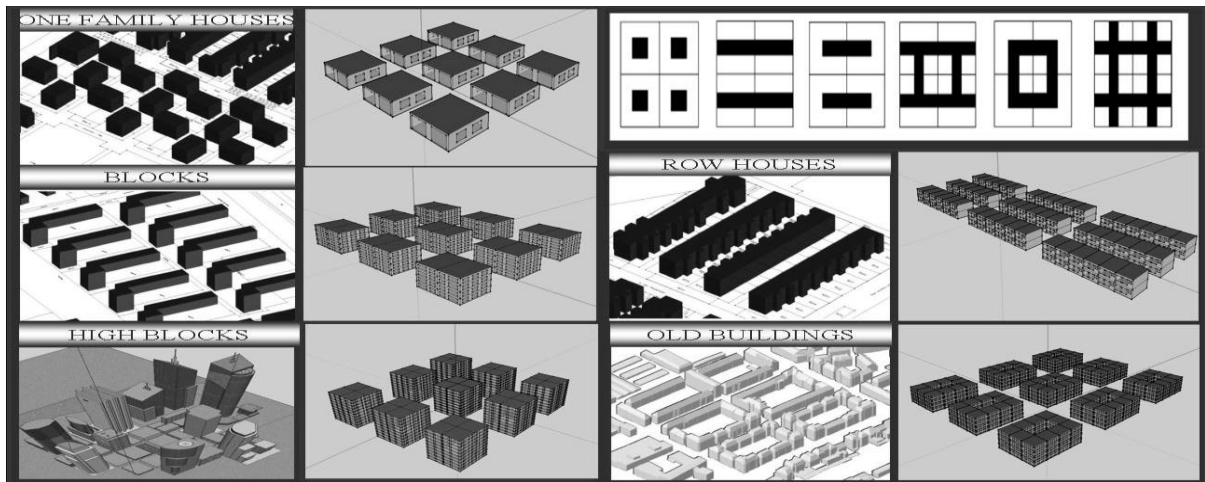 ONE FAMILY HOUSES
BLOCKS
ROW HOUSES
HIGH BLOCKS
OLD BUILDINGS